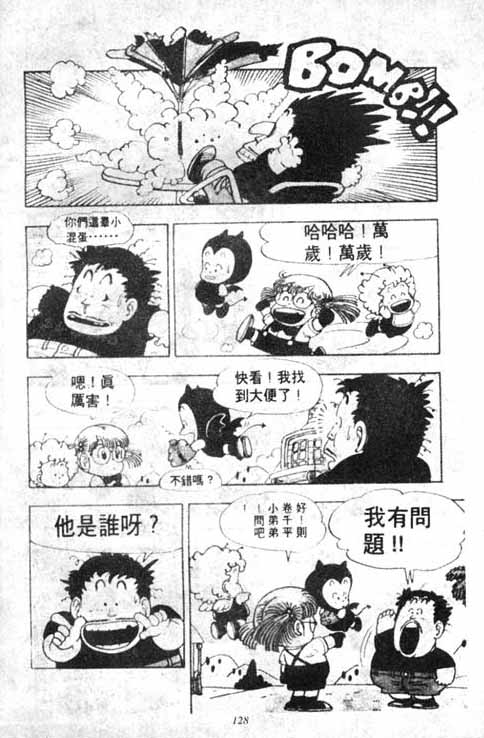 BOMB!!
你們這羣小
混蛋……
哈哈哈！萬
歲！萬歲！
嗯！眞
厲害！
不錯嗎？
快看！我找
到大便了！
他是誰呀？
好！則
卷千平
小弟弟
！問吧
我有問
題!!
128